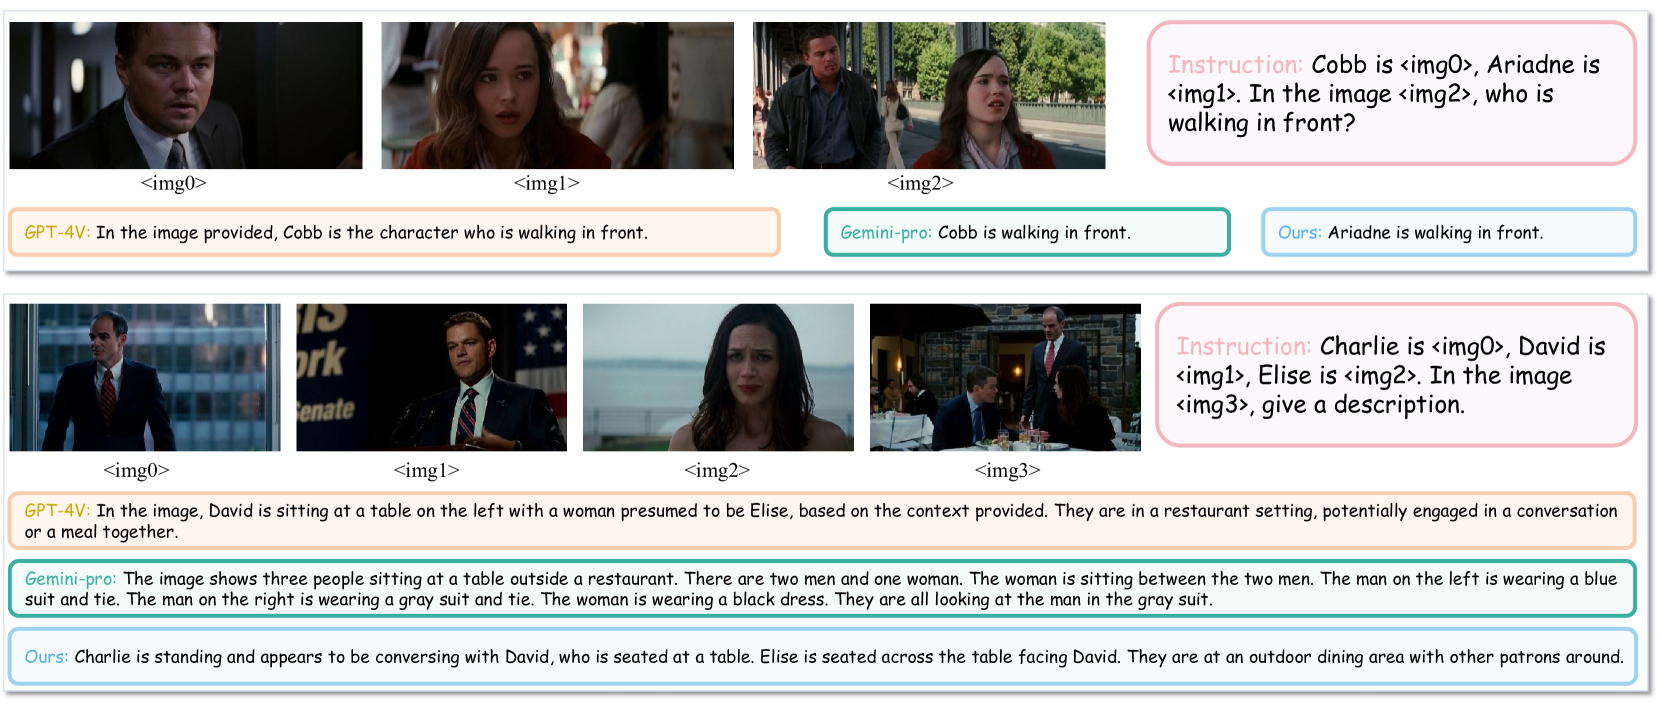 Instruction: Cobb is <img0>, Ariadne is
<img1>. In the image <img2>, who is
walking in front?
<img0>
<img1>
<img2>
GPT-4V: In the image provided, Cobb is the character who is walking in front.
Gemini-pro: Cobb is walking in front.
Ours: Ariadne is walking in front.
IS
ork
Senate
Instruction: Charlie is <img0>, David is
<img1>, Elise is <img2>. In the image
<img3>, give a description.
<img0>
<img1>
<img2>
<img3>
GPT-4V: In the image, David is sitting at a table on the left with a woman presumed to be Elise, based on the context provided. They are in a restaurant setting, potentially engaged in a conversation
or a meal together.
Gemini-pro: The image shows three people sitting at a table outside a restaurant. There are two men and one woman. The woman is sitting between the two men. The man on the left is wearing a blue
suit and tie. The man on the right is wearing a gray suit and tie. The woman is wearing a black dress. They are all looking at the man in the gray suit.
Ours: Charlie is standing and appears to be conversing with David, who is seated at a table. Elise is seated across the table facing David. They are at an outdoor dining area with other patrons around.